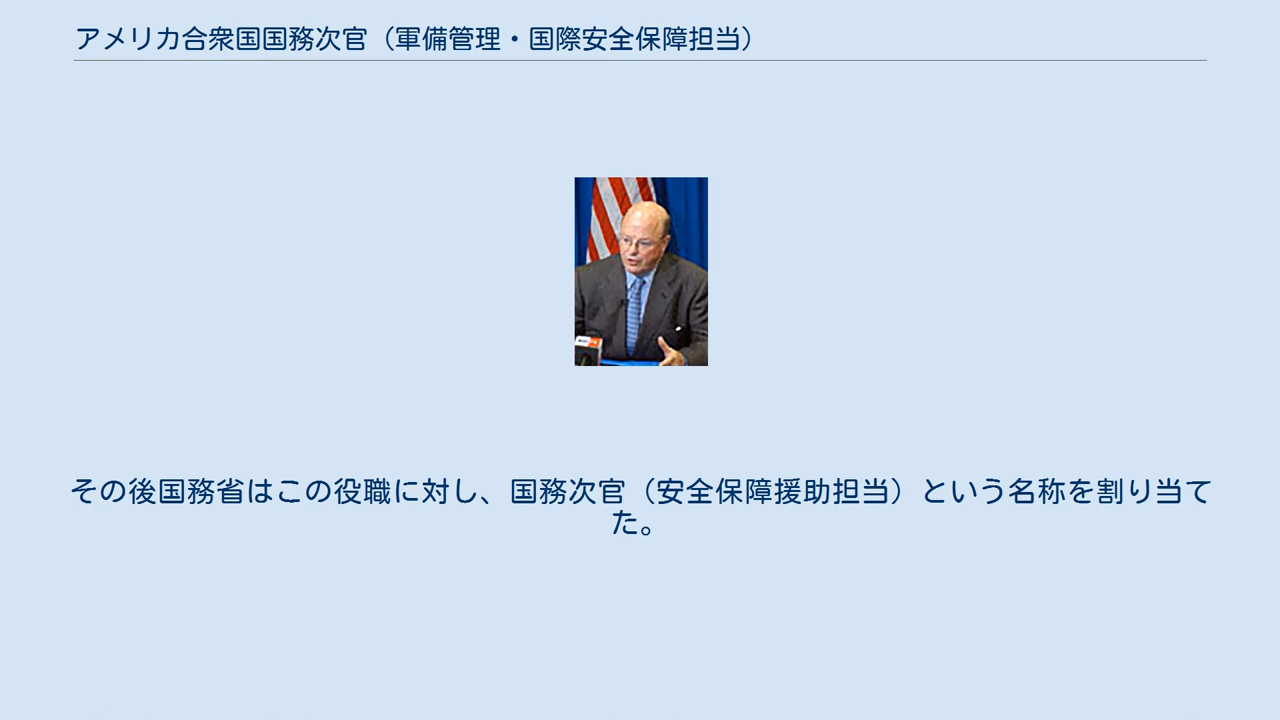 アメリカ合衆国国務次官（軍備管理・国際安全保障担当）
その後国務省はこの役職に対し、国務次官（安全保障援助担当）という名称を割り当て
た。